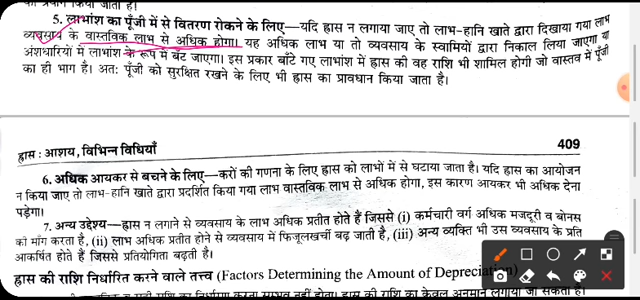 5. लाभांश का पूँजी में से वितरण रोकने के लिए—यदि ह्रास न लगाया जाए तो लाभ-हानि खाते द्वारा दिखाया गया लाभ
व्यवसाय के वास्तविक लाभ से अधिक होगा। यह अधिक लाभ या तो व्यवसाय के स्वामियों द्वारा निकाल लिया जाएगा या
अंशधारियों में लाभांश के रूप में बँट जाएगा। इस प्रकार बाँटे गए लाभांश में ह्रास की वह राशि भी शामिल होगी जो वास्तव में पूँजी
का ही भाग है। अतः पूँजी को सुरक्षित रखने के लिए भी ह्रास का प्रावधान किया जाता है।
ह्रास : आशय, विभिन्न विधियाँ 409
6. अधिक आयकर से बचने के लिए—करों की गणना के लिए ह्रास को लाभों में से घटाया जाता है। यदि ह्रास का आयोजन
न किया जाए तो लाभ-हानि खाते द्वारा प्रदर्शित किया गया लाभ वास्तविक लाभ से अधिक होगा, इस कारण आयकर भी अधिक देना
पड़ेगा।
7. अन्य उद्देश्य—ह्रास न लगाने से व्यवसाय के लाभ अधिक प्रतीत होते हैं जिससे (i) कर्मचारी वर्ग अधिक मजदूरी व बोनस
की मांग करता है, (ii) लाभ अधिक प्रतीत होने से व्यवसाय में फिजूलखर्ची बढ़ जाती है, (iii) अन्य व्यक्ति भी उस व्यवसाय के प्रति
आकर्षित होते हैं जिससे प्रतियोगिता बढ़ती है।
ह्रास की राशि निर्धारित करने वाले तत्त्व (Factors Determining the Amount of Depreciation)